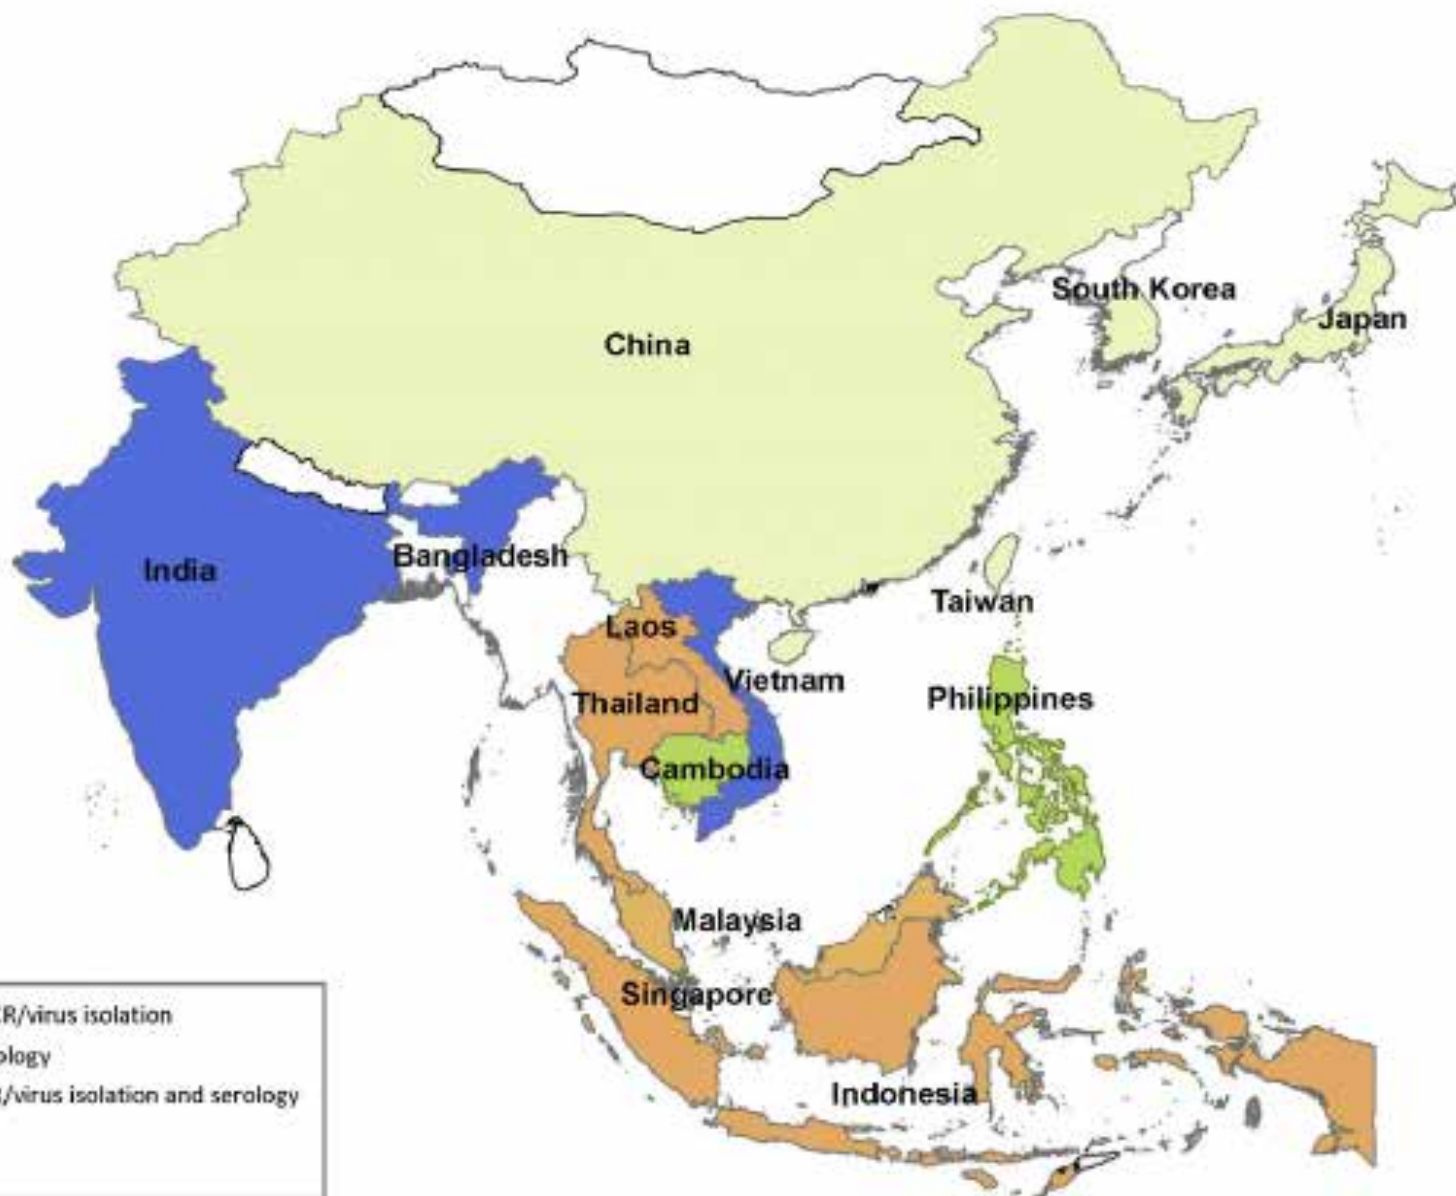 South Korea
Japan
China
Bangladesh
India
Taiwan
Laos
Vietnam
Philippines
Thailand
Cambodia
Malaysia
Singapore
CR/virus isolation
ology
/virus isolation and serology
Indonesia